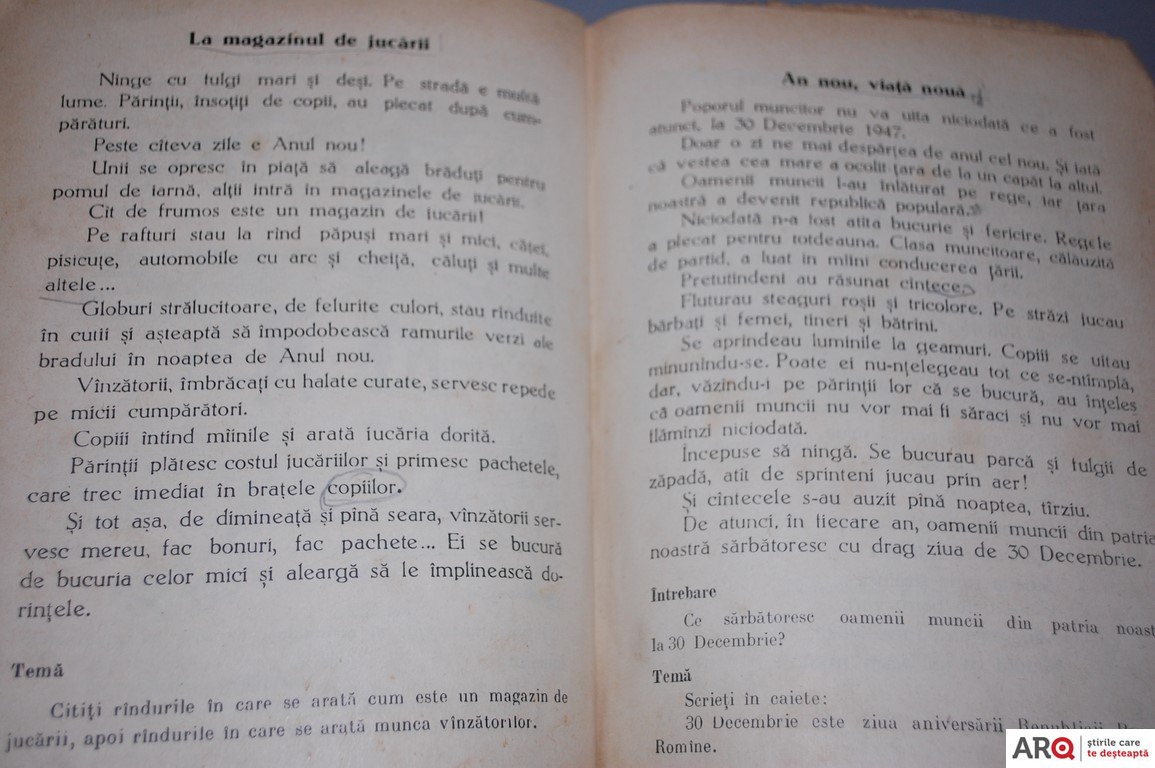 La magazinul de jucării
Ninge cu fulgi mari și deși. Pe stradă e multă
lume. Părinții, însoțiți de copii, au plecat după cum-
părături.
Peste cîteva zile e Anul nou!
Unii se opresc în piață să aleagă brăduți pentru
pomul de iarnă, alții intră în magazinele de jucării.
Cît de frumos este un magazin de jucării!
Pe rafturi stau la rînd păpuși mari și mici, căței,
pisicuțe, automobile cu arc și cheiță, căluți și multe
altele...
Globuri strălucitoare, de felurite culori, stau rînduite
în cutii și așteaptă să împodobească ramurile verzi ale
bradului în noaptea de Anul nou.
Vînzătorii, îmbrăcați cu halate curate, servesc repede
pe micii cumpărători.
Copiii întind mîinile și arată jucăria dorită.
Părinții plătesc costul jucăriilor și primesc pachetele,
care trec imediat în brațele copiilor.
Și tot așa, de dimineață și pînă seara, vînzătorii ser-
vesc mereu, fac bonuri, fac pachete... Ei se bucură
de bucuria celor mici și aleargă să le împlinească do-
rințele.
Temă
Citiți rîndurile în care se arată cum este un magazin de
jucării, apoi rîndurile în care se arată munca vînzătorilor.
An nou, viață nouă
Poporul muncitor nu va uita niciodată ce a fost
atunci, la 30 Decembrie 1947.
Doar o zi ne mai despărțea de anul cel nou. Și iată
că vestea cea mare a ocolit țara de la un capăt la altul.
Oamenii muncii l-au înlăturat pe rege, iar țara
noastră a devenit republică populară.
Niciodată n-a fost atîta bucurie și fericire. Regele
a plecat pentru totdeauna. Clasa muncitoare, călăuzită
de partid, a luat în mîini conducerea țării.
Pretutindeni au răsunat cîntece.
Fluturau steaguri roșii și tricolore. Pe străzi jucau
bărbați și femei, tineri și bătrîni.
Se aprindeau luminile la geamuri. Copiii se uitau
minunîndu-se. Poate ei nu-nțelegeau tot ce se-ntîmplă,
dar, văzîndu-i pe părinții lor că se bucură, au înțeles
că oamenii muncii nu vor mai fi săraci și nu vor mai
flămînzi niciodată.
Începuse să ningă. Se bucurau parcă și fulgii de
zăpadă, atît de sprinteni jucau prin aer!
Și cîntecele s-au auzit pînă noaptea, tîrziu.
De atunci, în fiecare an, oamenii muncii din patria
noastră sărbătoresc cu drag ziua de 30 Decembrie.
Întrebare
Ce sărbătoresc oamenii muncii din patria noast
la 30 Decembrie?
Temă
Scrieți în caiete:
30 Decembrie este ziua aniversării Republicii
Romîne.
ARQ știrile care
te deșteaptă